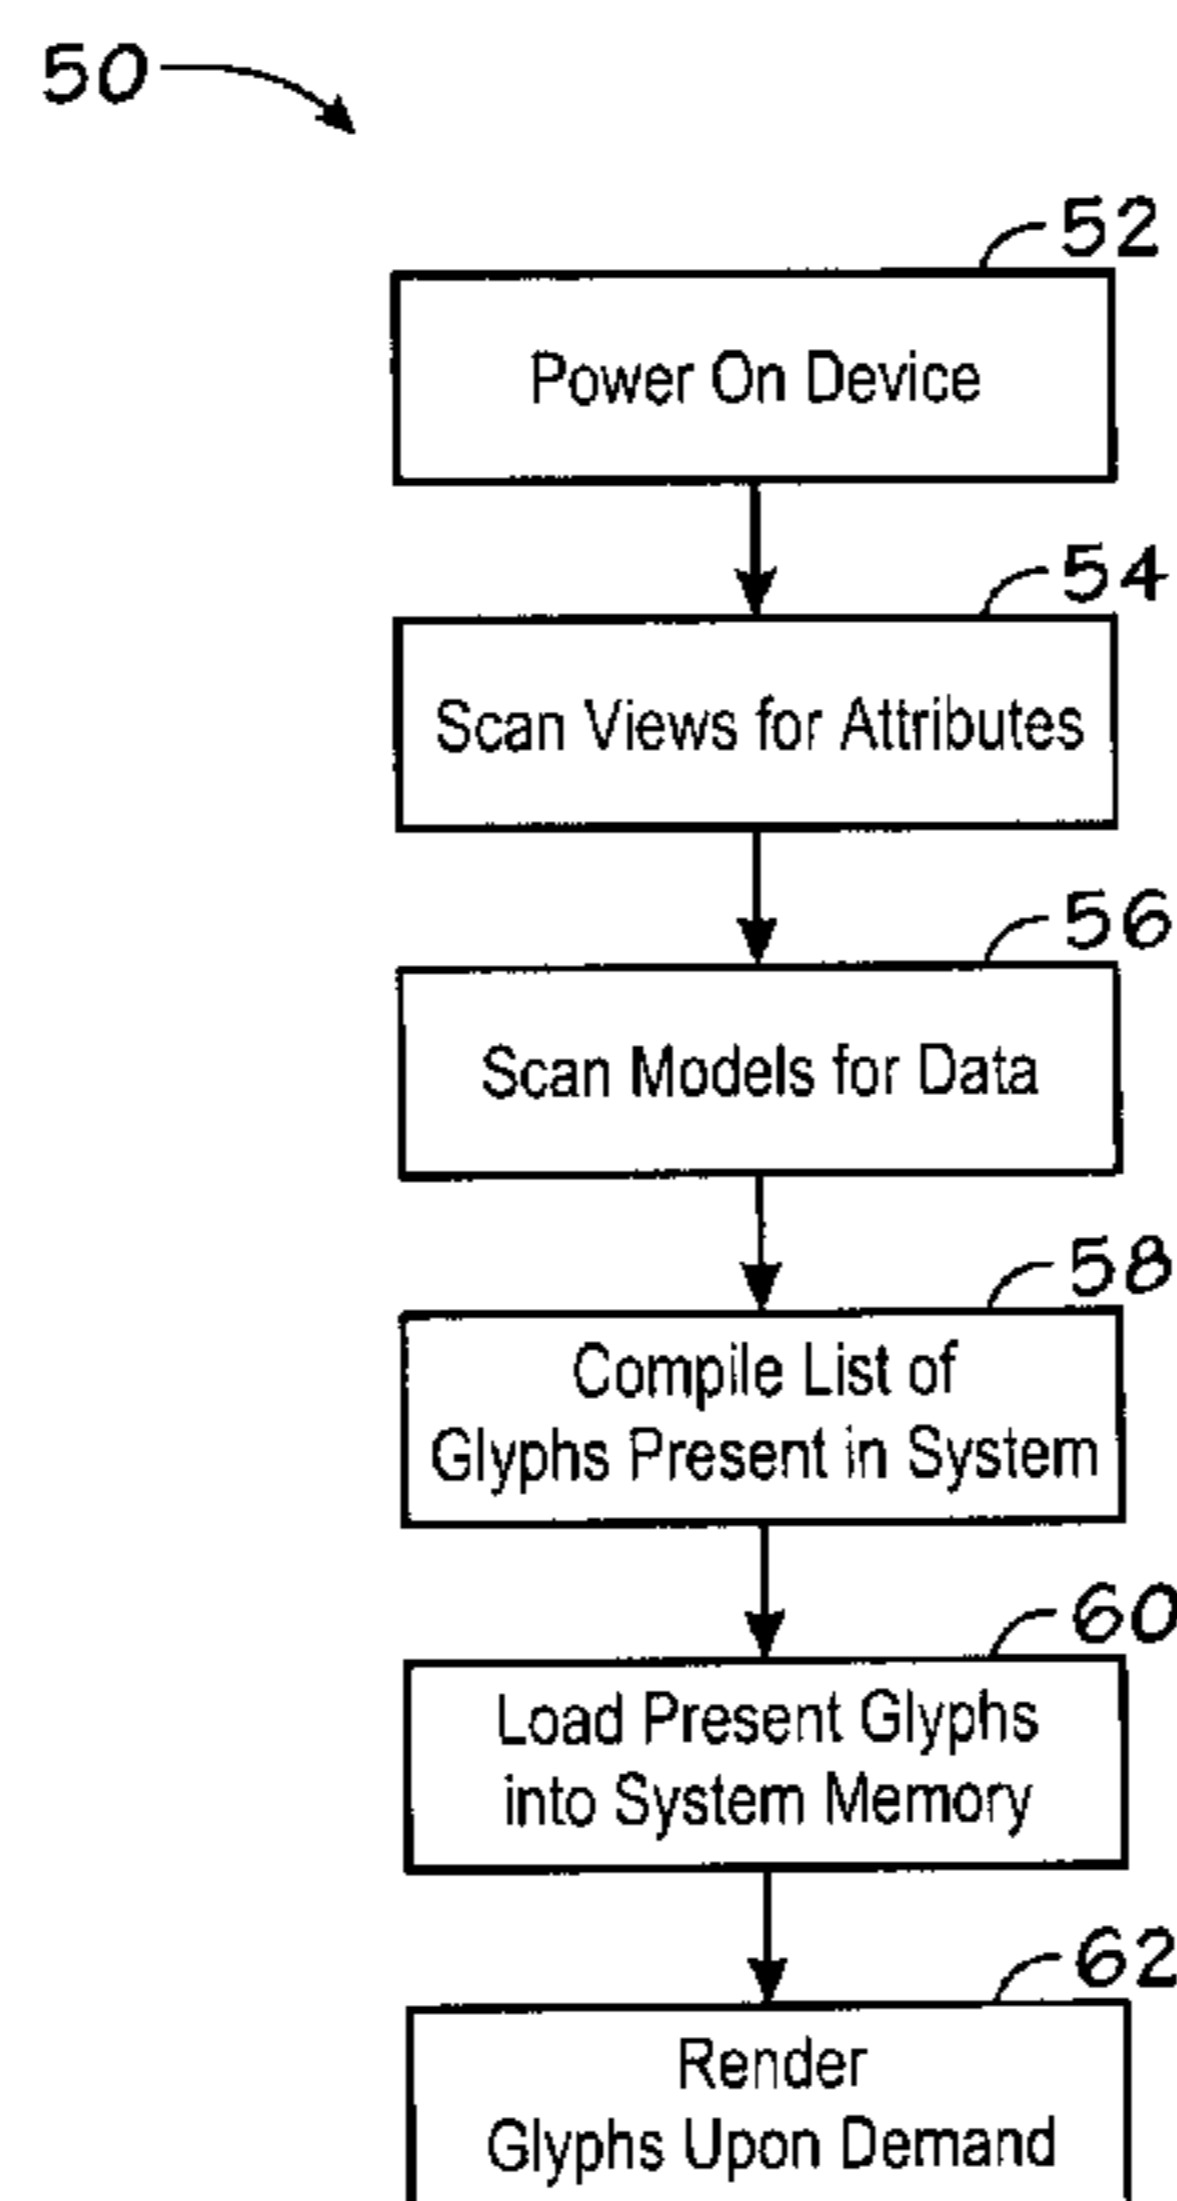 50
52
Power On Device
54
Scan Views for Attributes
56
Scan Models for Data
58
Compile List of
Glyphs Present in System
60
Load Present Glyphs
into System Memory
62
Render
Glyphs Upon Demand